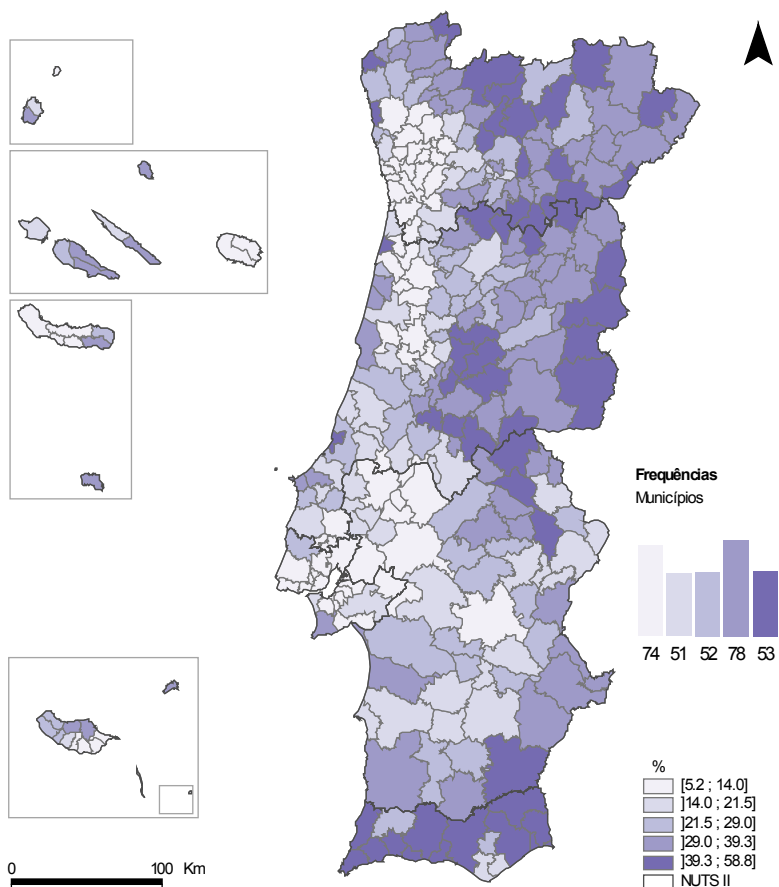 Frequências
Municípios
74 51 52 78 53
%
[5.2 ; 14.0]
]14.0 ; 21.5]
]21.5 ; 29.0]
]29.0 ; 39.3]
]39.3 ; 58.8]
NUTS II
0 100 Km